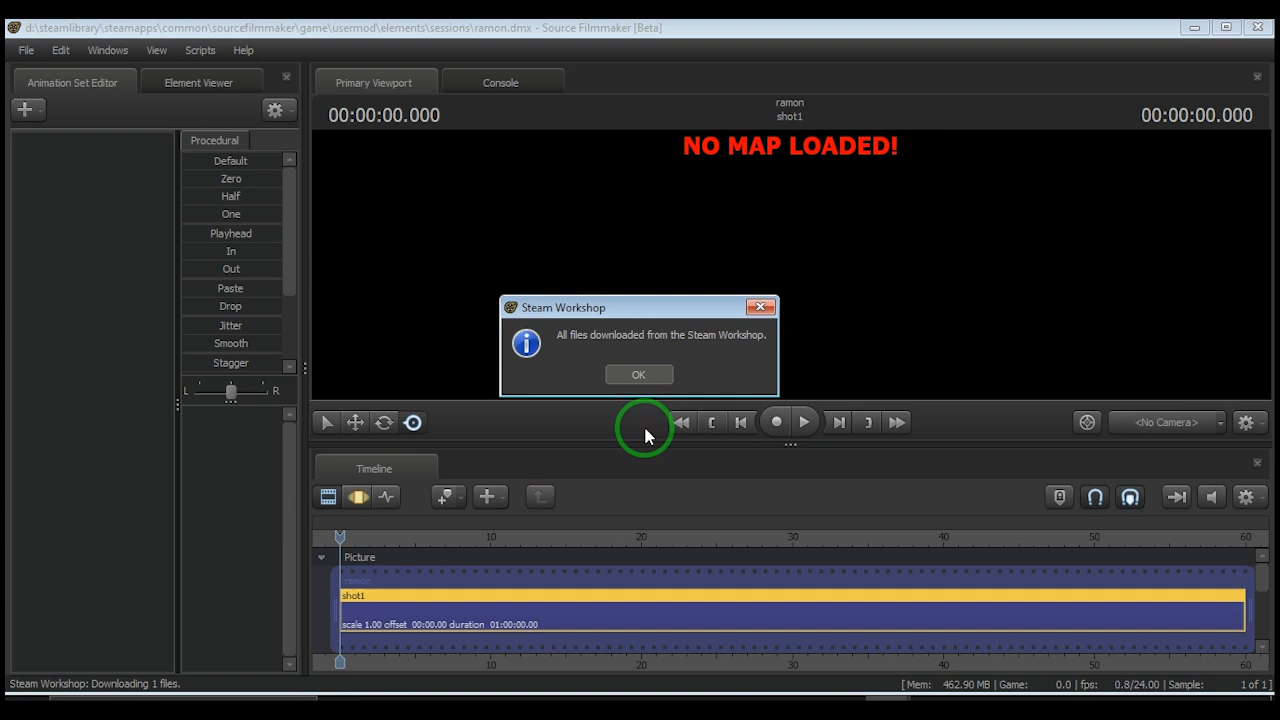 d:\steamlibrary\steamapps\common\sourcefilmmaker\game\usermod\elements\sessions\ramon.dmx - Source Filmmaker [Beta]
File Edit Windows View Scripts Help
Animation Set Editor Element Viewer
Primary Viewport Console
00:00:00.000
ramon
shot1
00:00:00.000
NO MAP LOADED!
Procedural
Default
Zero
Half
One
Playhead
In
Out
Paste
Drop
Jitter
Smooth
Stagger
L R
Steam Workshop
All files downloaded from the Steam Workshop.
OK
<No Camera>
Timeline
10 20 30 40 50 60
Picture
ramon
shot1
scale 1.00 offset 00:00.00 duration 01:00:00.00
10 20 30 40 50 60
Steam Workshop: Downloading 1 files.
[ Mem: 462.90 MB | Game: 0.0 | fps: 0.8/24.00 | Sample: 1 of 1 ]